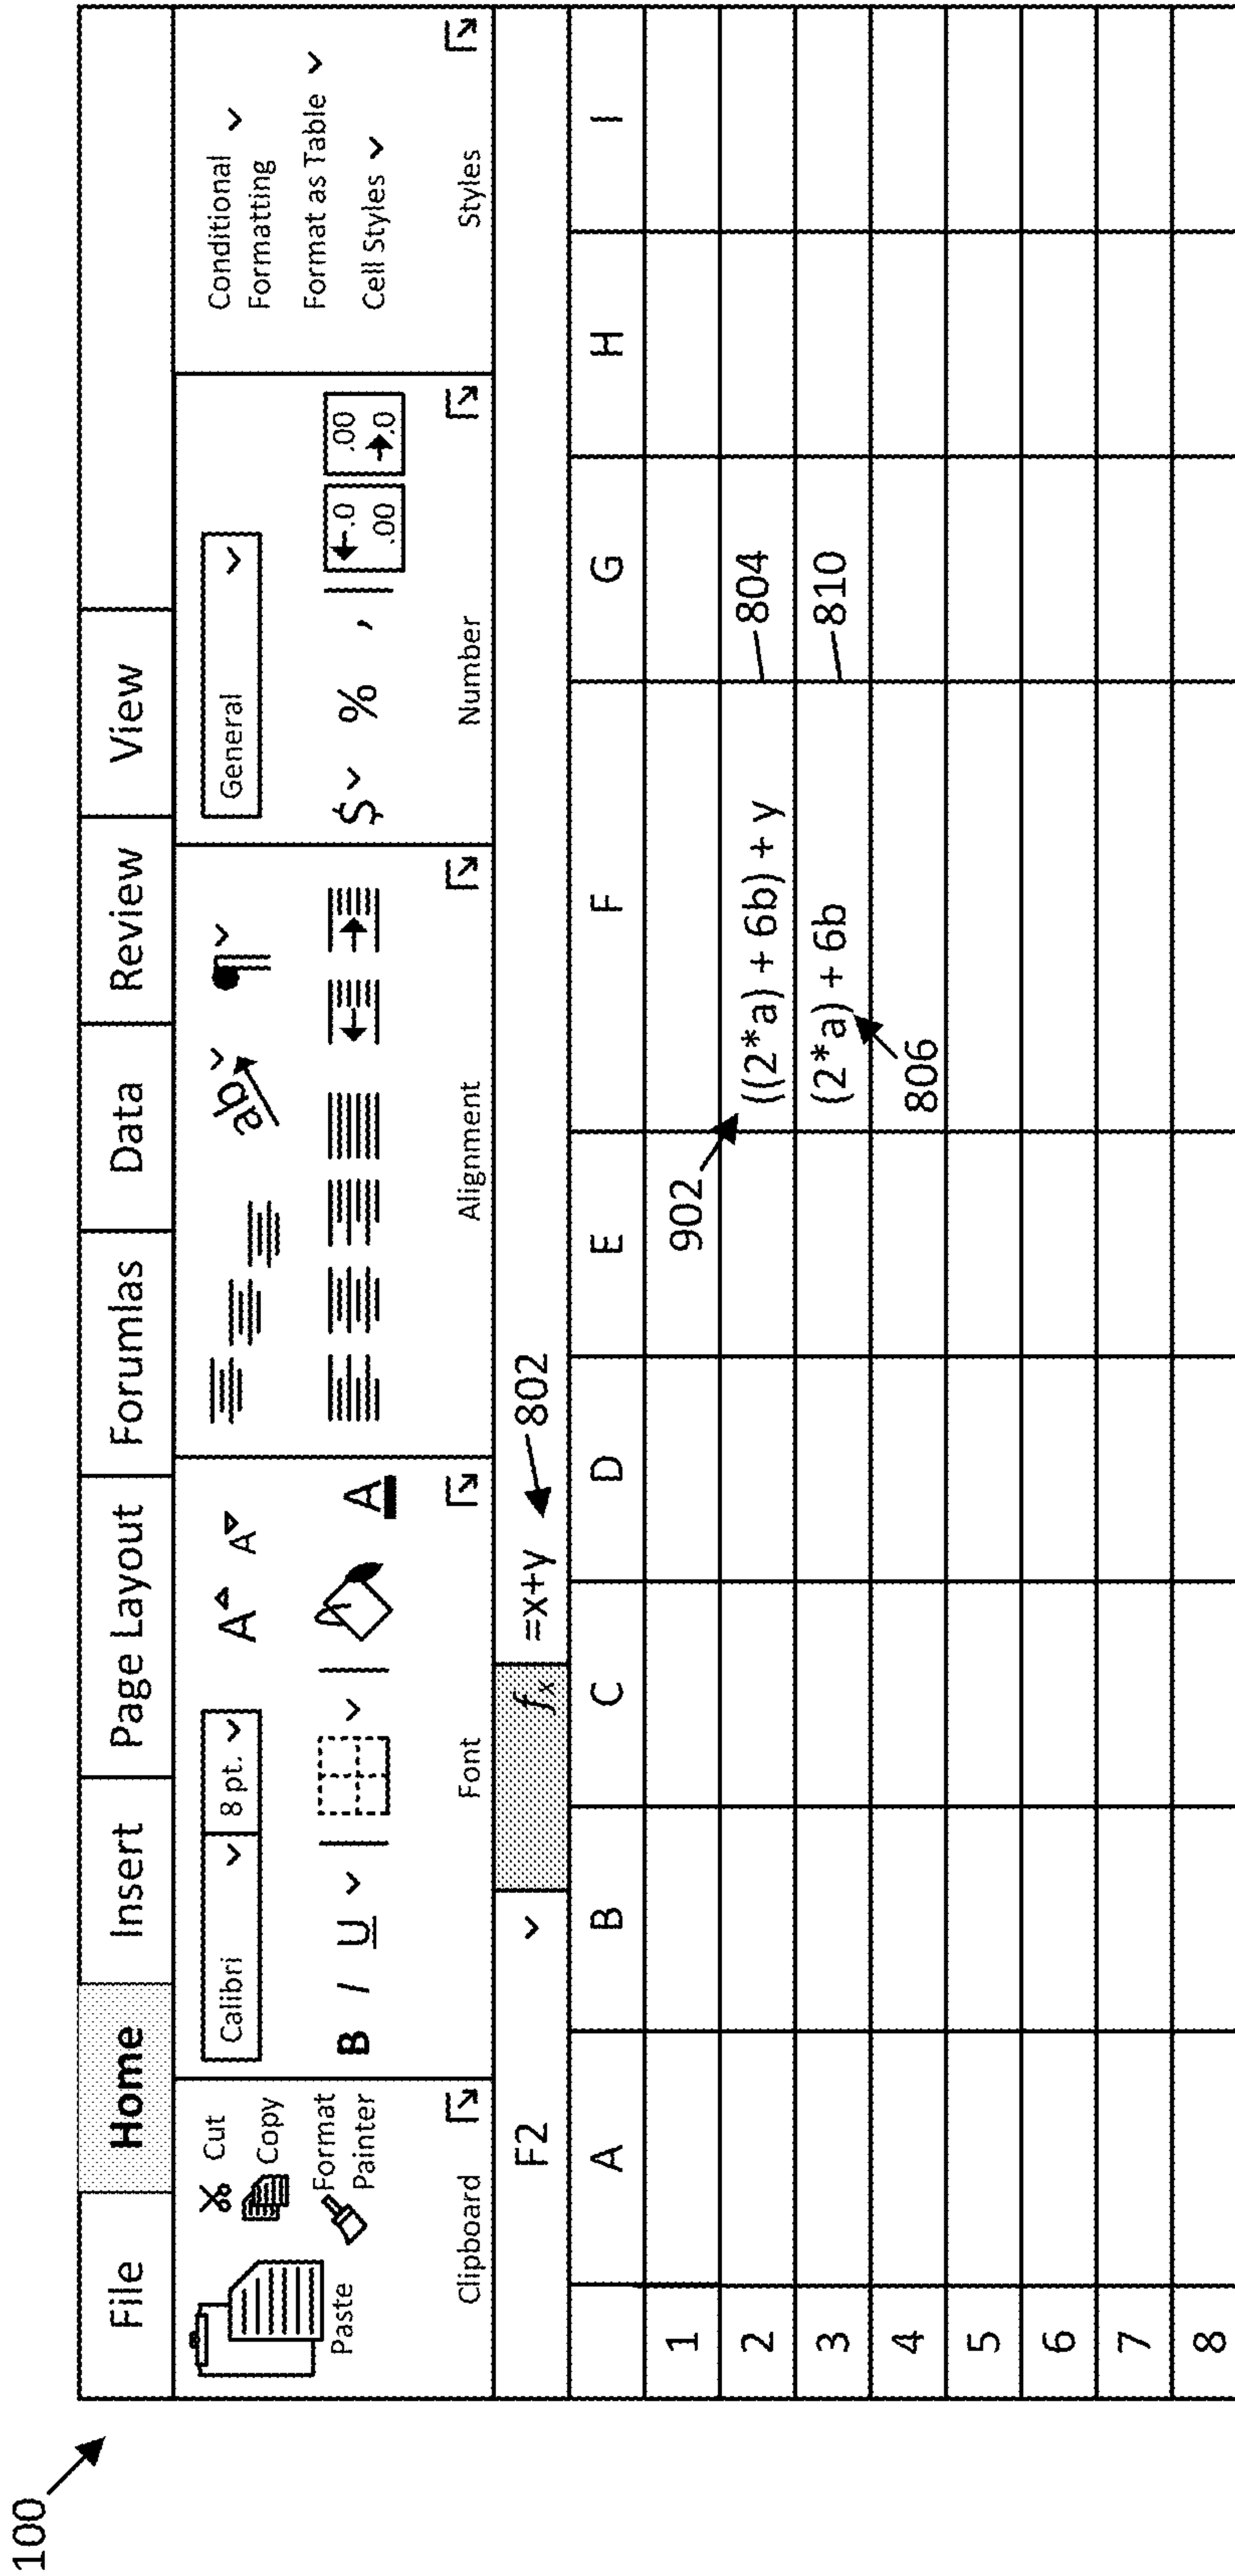 100
File Home Insert Page Layout Forumlas Data Review View
Paste
Cut
Copy
Format
Painter
Clipboard
Calibri 8 pt. A A
B I U A
Font
ab
Alignment
General
$ % , .0 .00 .00 .0
Number
Conditional
Formatting
Format as Table
Cell Styles
Styles
F2 fx =x+y 802
A B C D E F G H I
1 902
2 ((2*a) + 6b) + y 804
3 (2*a) + 6b 810
4 806
5
6
7
8